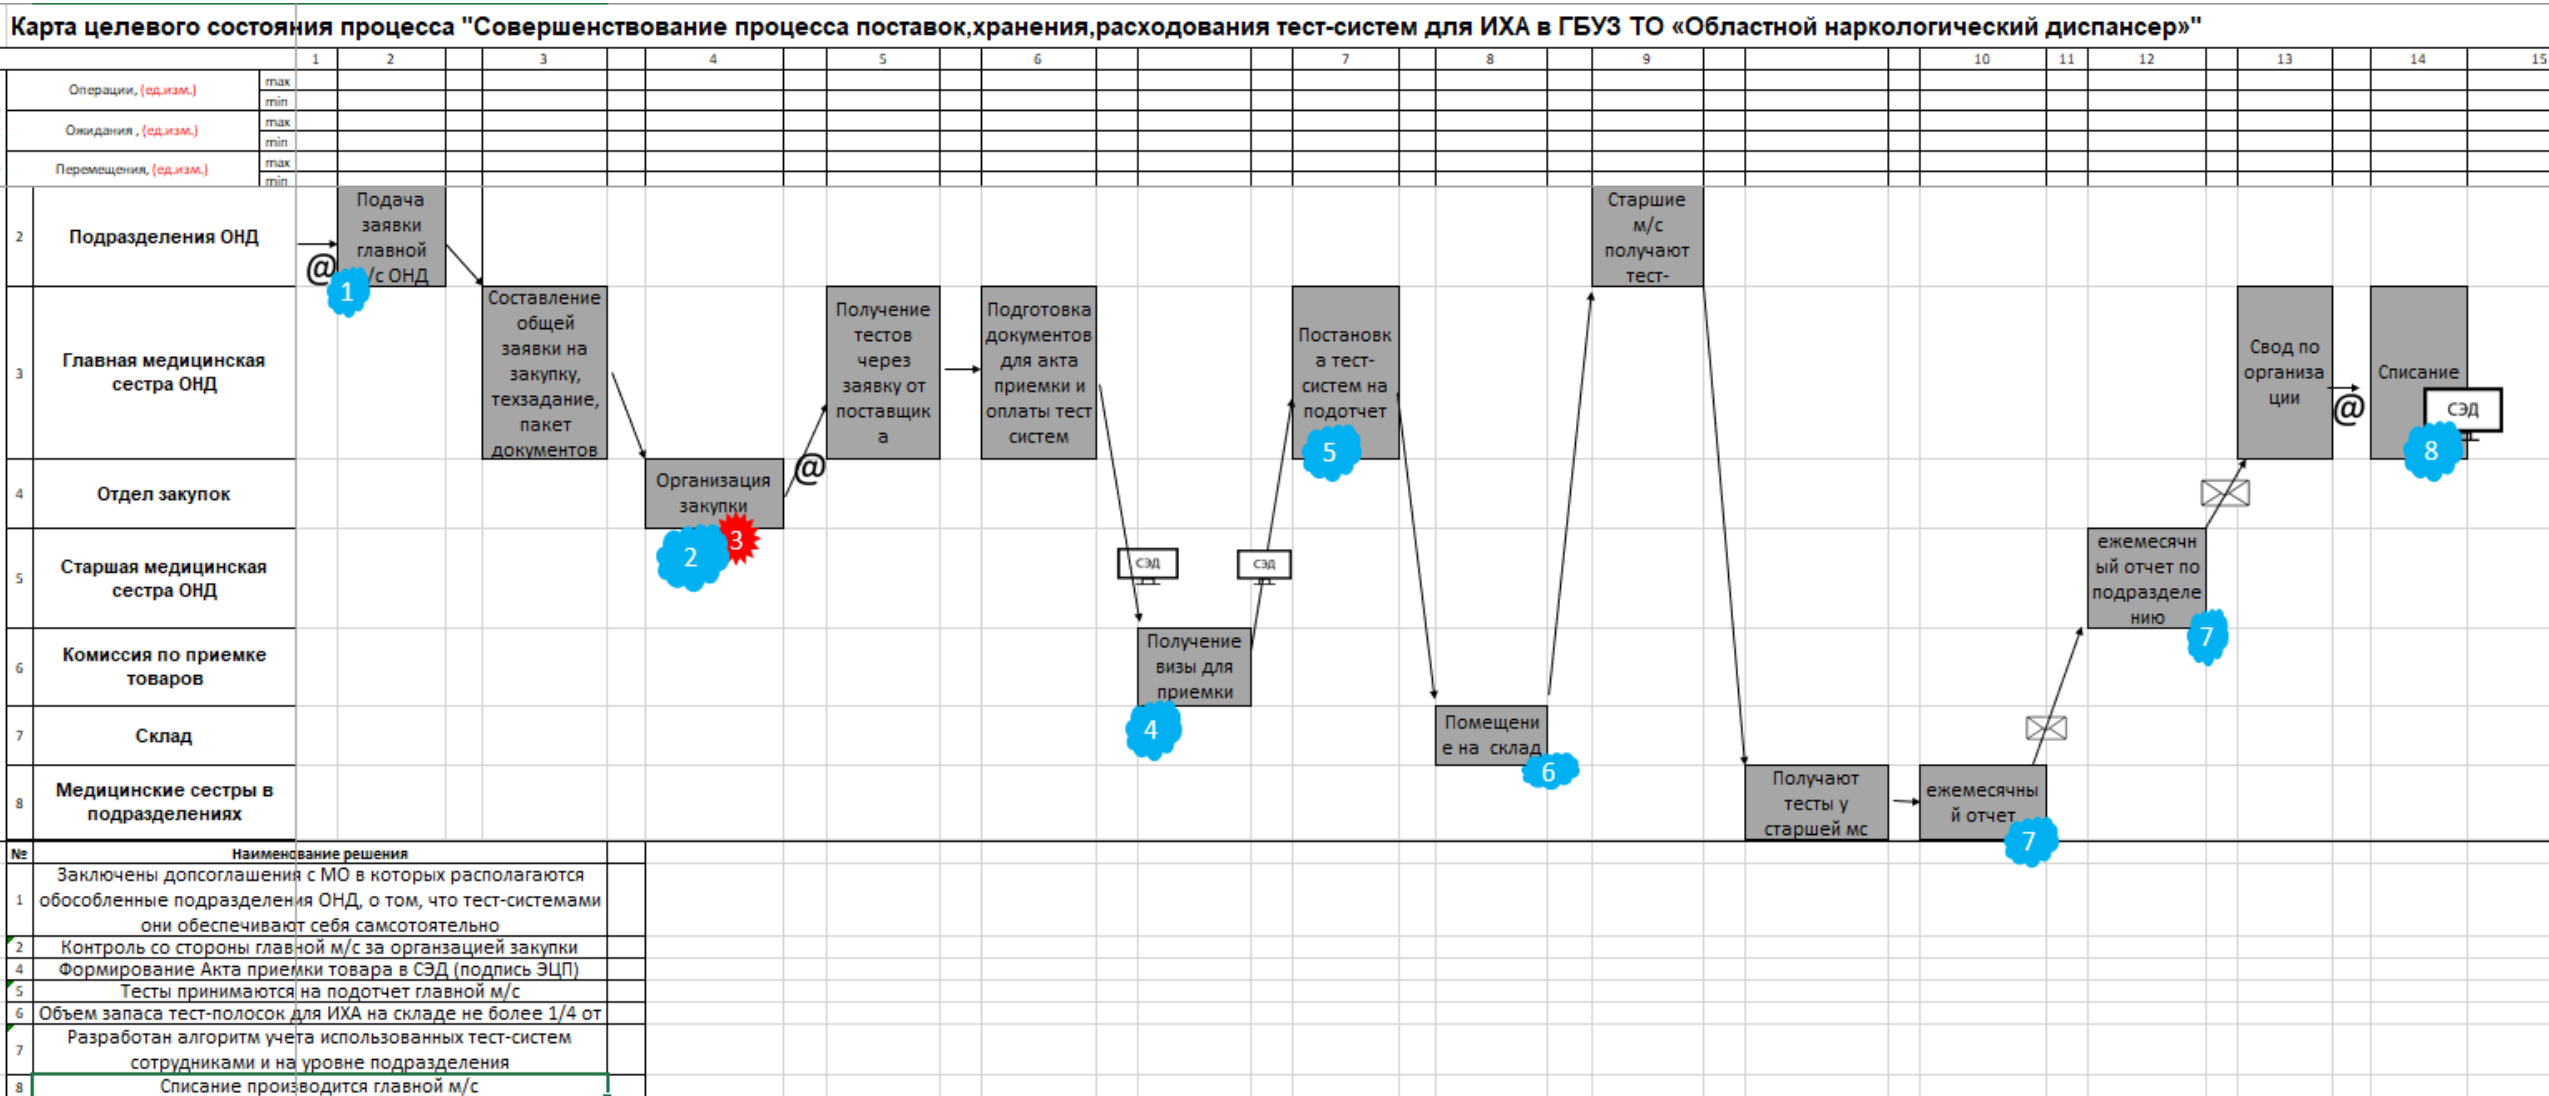 Карта целевого состояния процесса "Совершенствование процесса поставок,хранения,расходования тест-систем для ИХА в ГБУЗ ТО «Областной наркологический диспансер»"
1 2 3 4 5 6 7 8 9 10 11 12 13 14 15
Операции, (ед.изм.)
max
min
Ожидания , (ед.изм.)
max
min
Перемещения, (ед.изм.)
max
min
2
Подразделения ОНД
@
Подача
заявки
главной
/с ОНД
1
Старшие
м/с
получают
тест-
3
Главная медицинская
сестра ОНД
Составление
общей
заявки на
закупку,
техзадание,
пакет
документов
Получение
тестов
через
заявку от
поставщик
а
Подготовка
документов
для акта
приемки и
оплаты тест
систем
Постановк
а тест-
систем на
подотчет
5
Свод по
организа
ции
@
Списание
СЭД
8
4
Отдел закупок
Организация
закупки
@
2
3
5
Старшая медицинская
сестра ОНД
СЭД
СЭД
ежемесячн
ый отчет по
подразделе
нию
7
6
Комиссия по приемке
товаров
Получение
визы для
приемки
4
7
Склад
Помещени
е на склад
6
8
Медицинские сестры в
подразделениях
Получают
тесты у
старшей мс
ежемесячны
й отчет
7
№ Наименование решения
1
Заключены допсоглашения с МО в которых располагаются
обособленные подразделения ОНД, о том, что тест-системами
они обеспечивают себя самсотоятельно
2 Контроль со стороны главной м/с за органзацией закупки
4 Формирование Акта приемки товара в СЭД (подпись ЭЦП)
5 Тесты принимаются на подотчет главной м/с
6 Объем запаса тест-полосок для ИХА на складе не более 1/4 от
7
Разработан алгоритм учета использованных тест-систем
сотрудниками и на уровне подразделения
8 Списание производится главной м/с